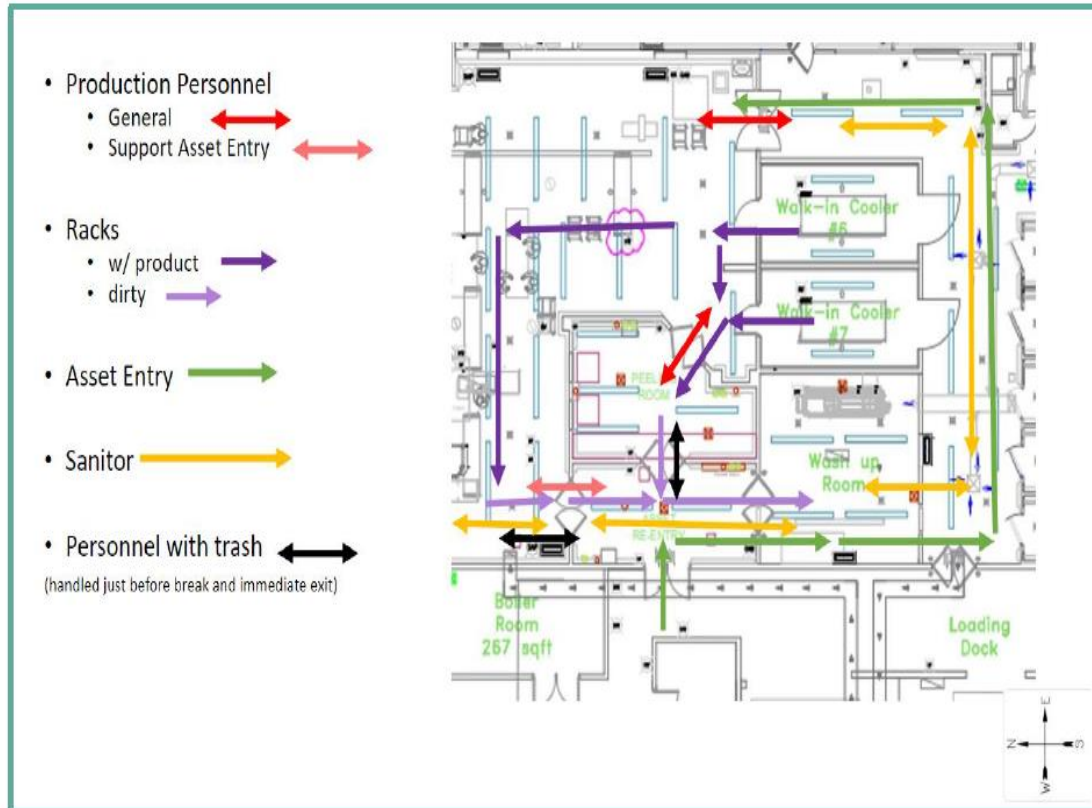 • Production Personnel
• General
• Support Asset Entry
• Racks
• w/ product
• dirty
• Asset Entry
• Sanitor
• Personnel with trash
(handled just before break and immediate exit)
Walk-in Cooler
#6
Walk-in Cooler
#7
PEEL
ROOM
Wash up
Room
ASSET
RE-ENTRY
Boiler
Room
267 sqft
Loading
Dock
E
N
S
W